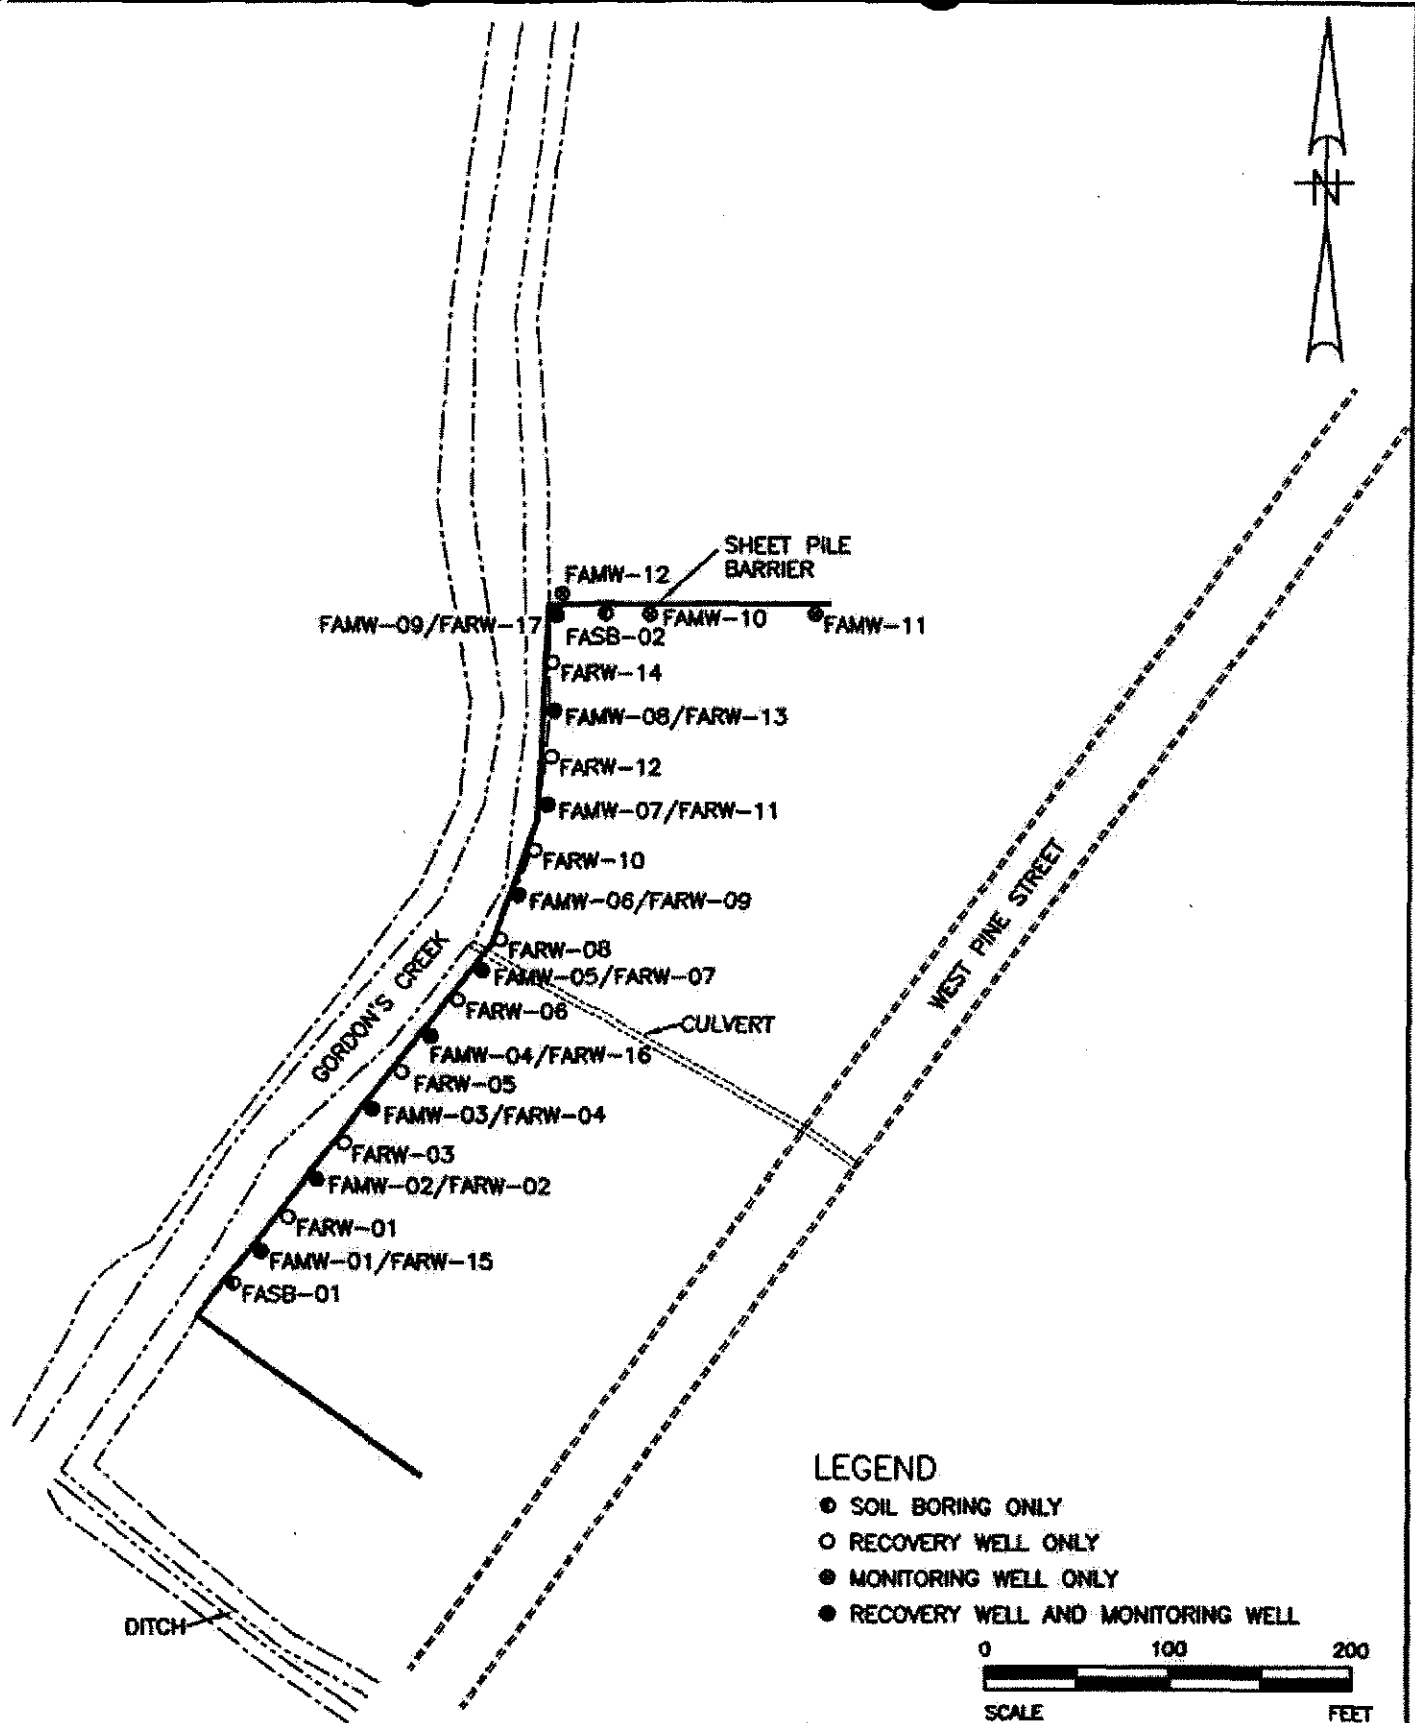 N
SHEET PILE
BARRIER
FAMW-12
FAMW-09/FARW-17
FASB-02
FAMW-10
FAMW-11
FARW-14
FAMW-08/FARW-13
FARW-12
FAMW-07/FARW-11
FARW-10
FAMW-06/FARW-09
FARW-08
FAMW-05/FARW-07
FARW-06
FAMW-04/FARW-16
FARW-05
FAMW-03/FARW-04
FARW-03
FAMW-02/FARW-02
FARW-01
FAMW-01/FARW-15
FASB-01
GORDON'S CREEK
CULVERT
WEST PINE STREET
DITCH
LEGEND
SOIL BORING ONLY
RECOVERY WELL ONLY
MONITORING WELL ONLY
RECOVERY WELL AND MONITORING WELL
0 100 200
SCALE FEET